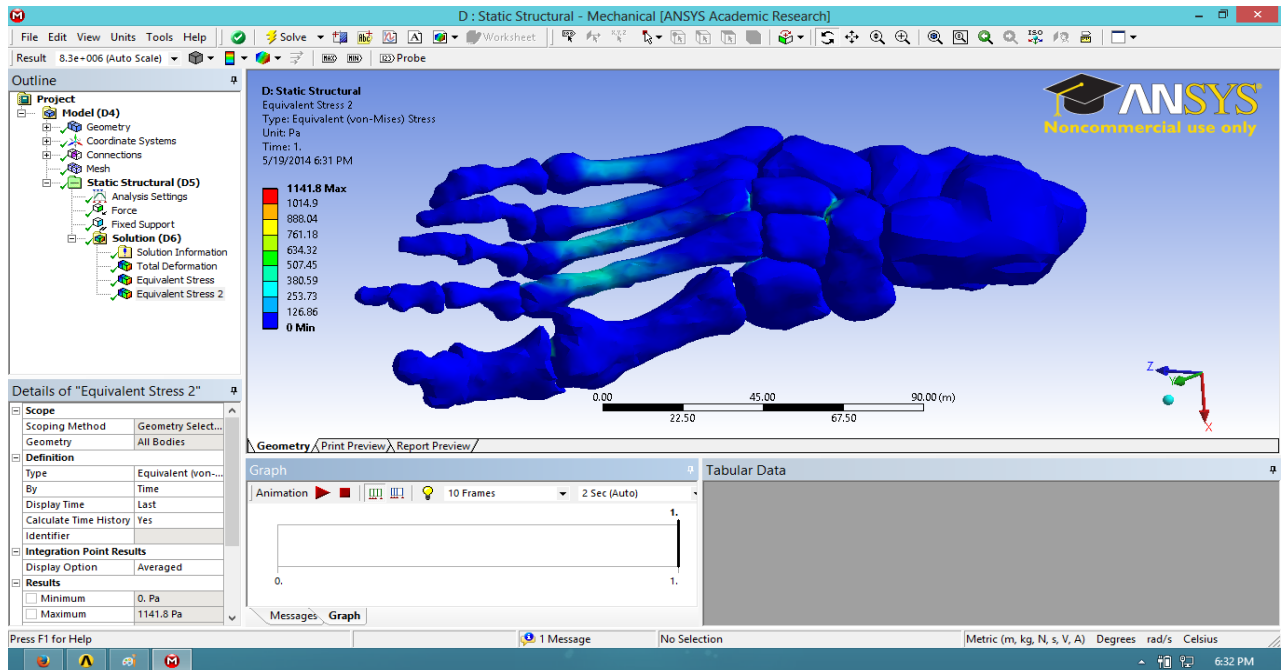 D : Static Structural - Mechanical [ANSYS Academic Research]
File Edit View Units Tools Help Solve Worksheet
Result 8.3e+006 (Auto Scale) Probe
Outline
Project
Model (D4)
Geometry
Coordinate Systems
Connections
Mesh
Static Structural (D5)
Analysis Settings
Force
Fixed Support
Solution (D6)
Solution Information
Total Deformation
Equivalent Stress
Equivalent Stress 2
D: Static Structural
Equivalent Stress 2
Type: Equivalent (von-Mises) Stress
Unit: Pa
Time: 1.
5/19/2014 6:31 PM
1141.8 Max
1014.9
888.04
761.18
634.32
507.45
380.59
253.73
126.86
0 Min
ANSYS
Noncommercial use only
0.00 45.00 90.00 (m)
22.50 67.50
Z
Y
X
Geometry Print Preview Report Preview
Details of "Equivalent Stress 2"
Scope
Scoping Method Geometry Select...
Geometry All Bodies
Definition
Type Equivalent (von-...
By Time
Display Time Last
Calculate Time History Yes
Identifier
Integration Point Results
Display Option Averaged
Results
Minimum 0. Pa
Maximum 1141.8 Pa
Graph
Animation 10 Frames 2 Sec (Auto)
1.
0. 1.
Messages Graph
Tabular Data
Press F1 for Help 1 Message No Selection Metric (m, kg, N, s, V, A) Degrees rad/s Celsius
6:32 PM